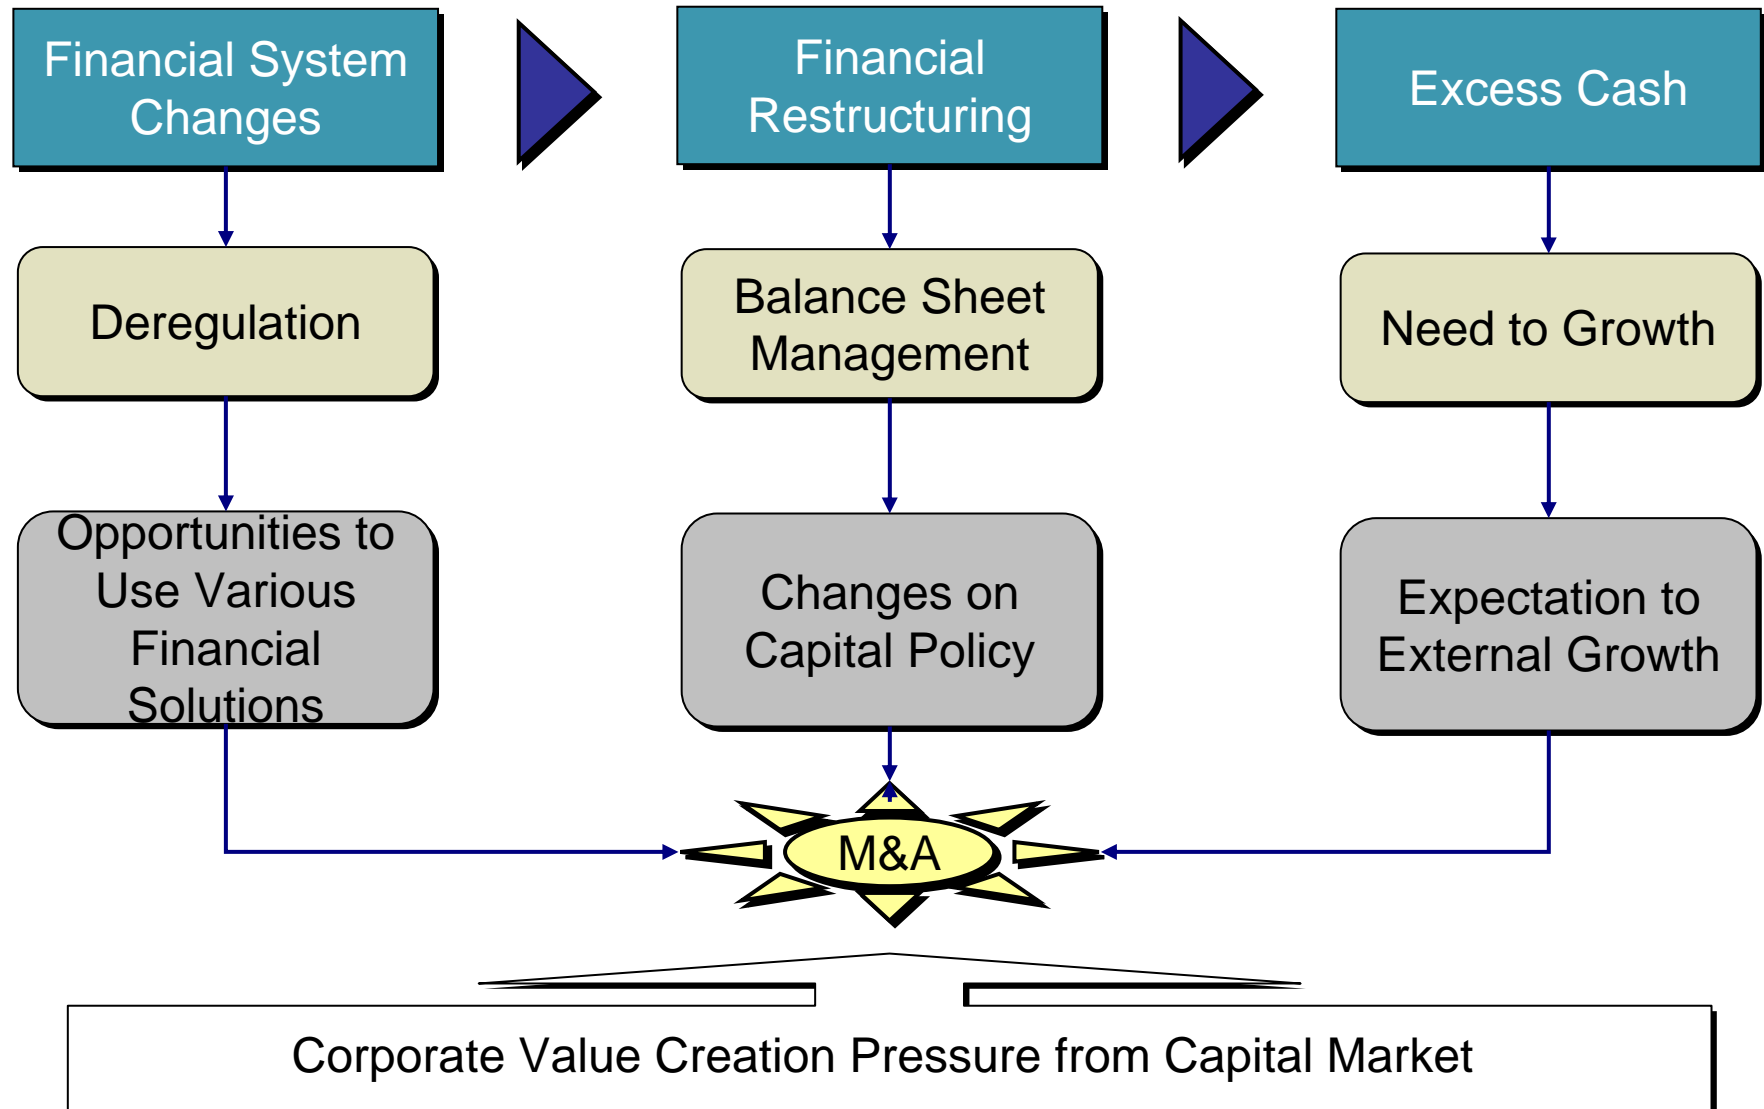 Financial System
Changes
Financial
Restructuring
Excess Cash
Deregulation
Balance Sheet
Management
Need to Growth
Opportunities to
Use Various
Financial
Solutions
Changes on
Capital Policy
Expectation to
External Growth
M&A
Corporate Value Creation Pressure from Capital Market